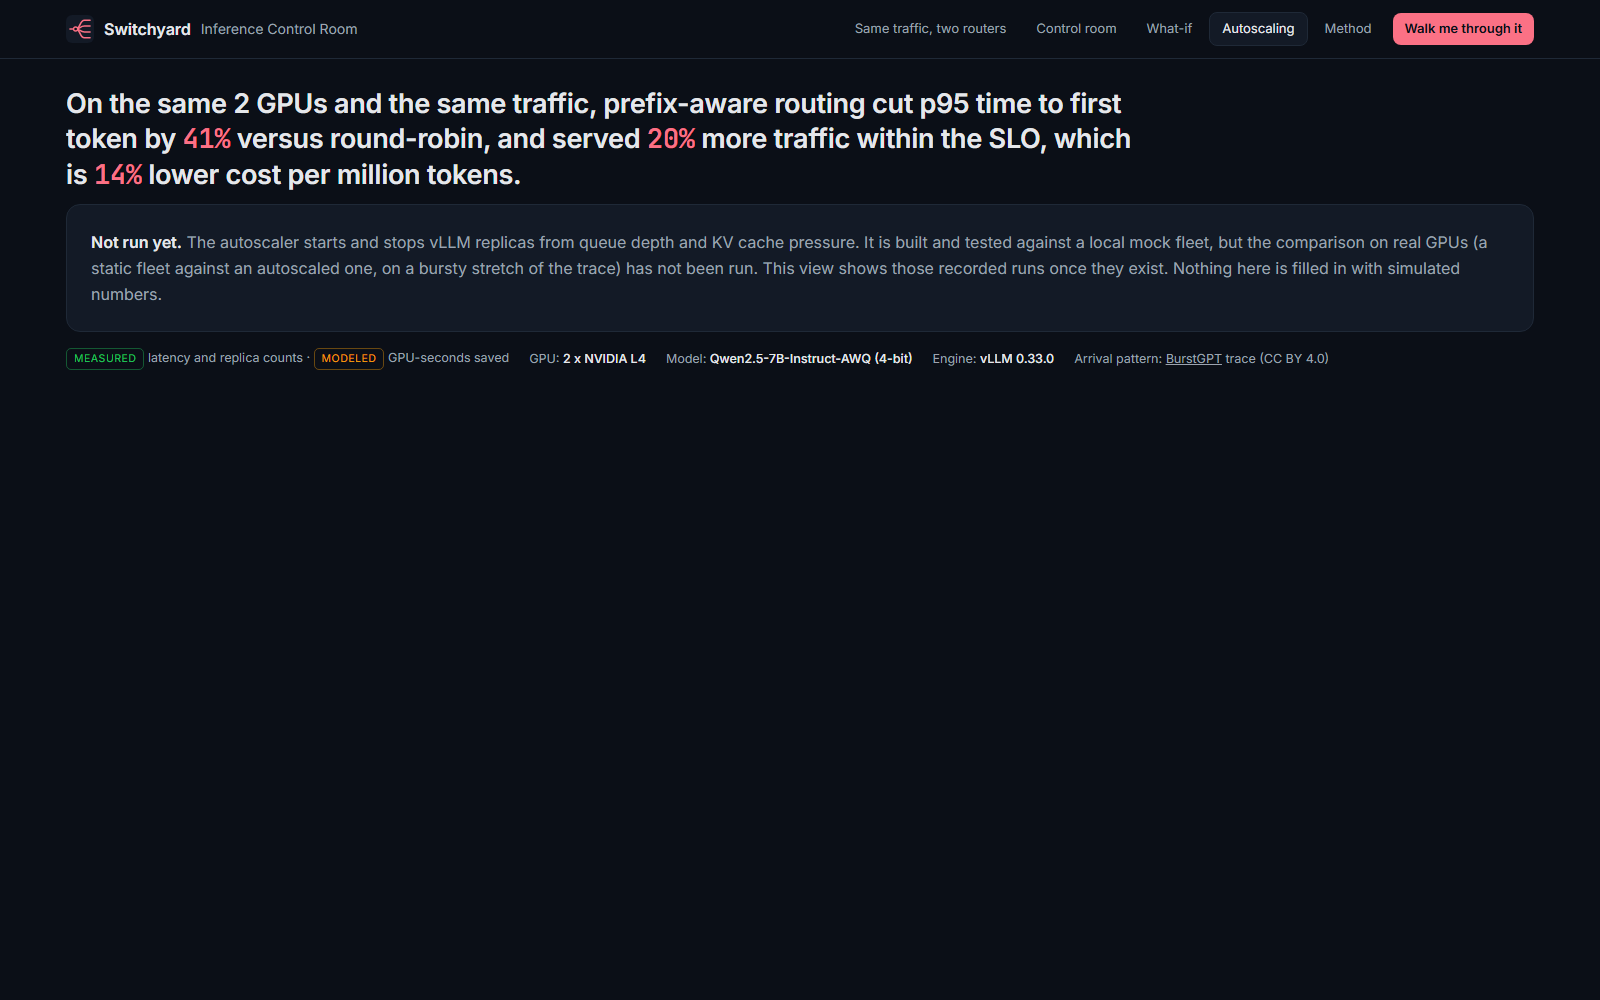 Switchyard Inference Control Room
Same traffic, two routers Control room What-if Autoscaling Method Walk me through it
On the same 2 GPUs and the same traffic, prefix-aware routing cut p95 time to first
token by 41% versus round-robin, and served 20% more traffic within the SLO, which
is 14% lower cost per million tokens.
Not run yet. The autoscaler starts and stops vLLM replicas from queue depth and KV cache pressure. It is built and tested against a local mock fleet, but the comparison on real GPUs (a
static fleet against an autoscaled one, on a bursty stretch of the trace) has not been run. This view shows those recorded runs once they exist. Nothing here is filled in with simulated
numbers.
MEASURED latency and replica counts · MODELED GPU-seconds saved GPU: 2 x NVIDIA L4 Model: Qwen2.5-7B-Instruct-AWQ (4-bit) Engine: vLLM 0.33.0 Arrival pattern: BurstGPT trace (CC BY 4.0)